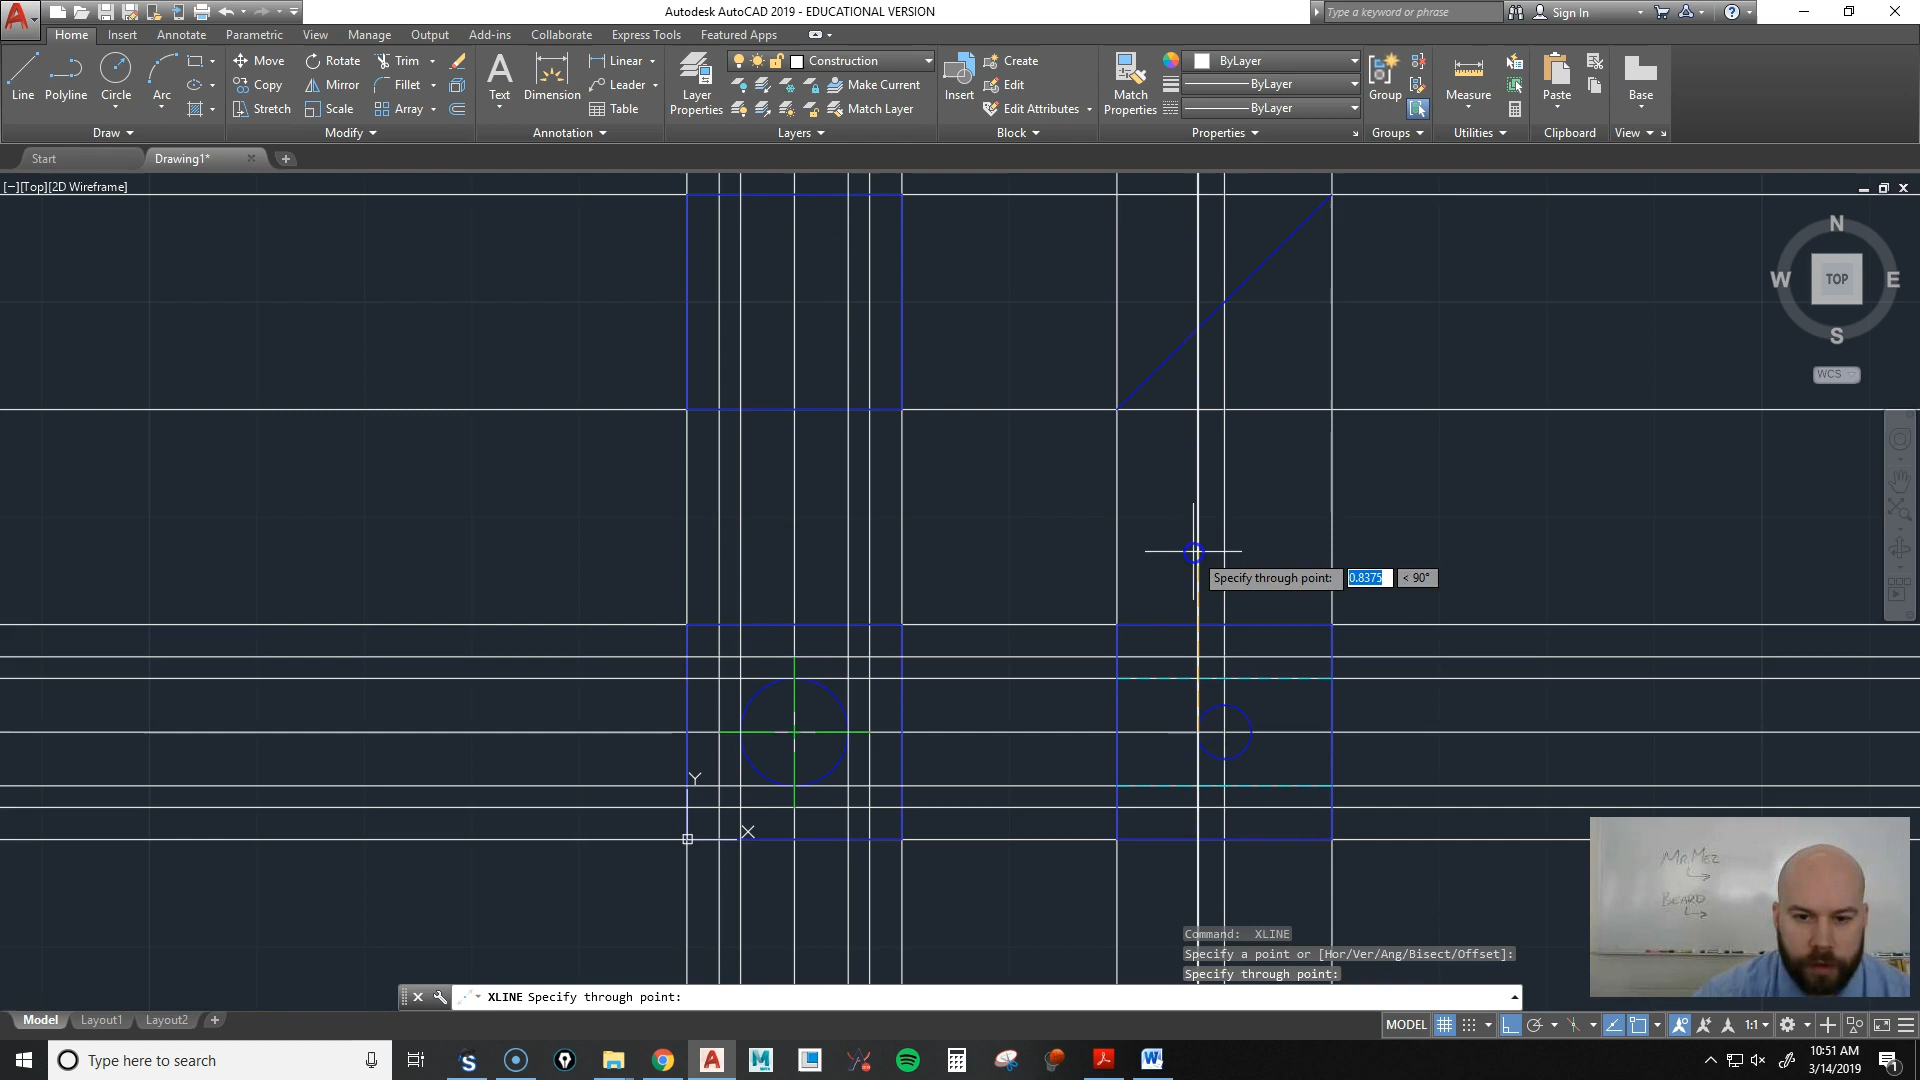 Autodesk AutoCAD 2019 - EDUCATIONAL VERSION
Type a keyword or phrase
Sign In
Home Insert Annotate Parametric View Manage Output Add-ins Collaborate Express Tools Featured Apps
Line Polyline Circle Arc
Move Rotate Trim
Copy Mirror Fillet
Stretch Scale Array
Text Dimension
Linear
Leader
Table
Layer Properties
Construction
Make Current
Match Layer
Insert
Create
Edit
Edit Attributes
Match Properties
ByLayer
ByLayer
ByLayer
Group
Measure
Paste
Base
Draw Modify Annotation Layers Block Properties Groups Utilities Clipboard View
Start Drawing1*
[−][Top][2D Wireframe]
N
W TOP E
S
WCS
Specify through point: 0.8375 < 90°
Y
X
Mr. Mez
Beard
Command: XLINE
Specify a point or [Hor/Ver/Ang/Bisect/Offset]:
Specify through point:
XLINE Specify through point:
Model Layout1 Layout2
MODEL 1:1
Type here to search
10:51 AM
3/14/2019
1